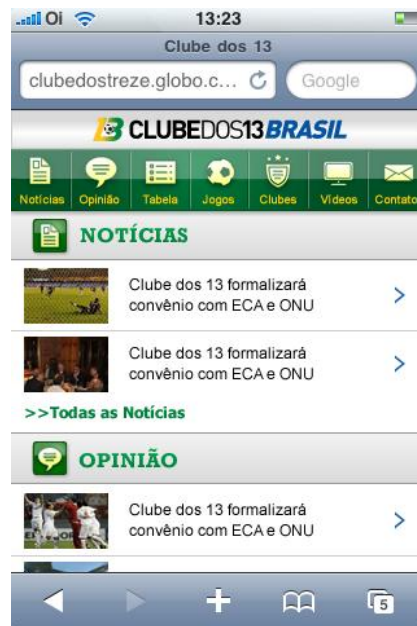 Oi 13:23
Clube dos 13
clubedostreze.globo.c... Google
13 CLUBEDOS13BRASIL
Notícias Opinião Tabela Jogos Clubes Vídeos Contato
NOTÍCIAS
Clube dos 13 formalizará
convênio com ECA e ONU
Clube dos 13 formalizará
convênio com ECA e ONU
>>Todas as Notícias
OPINIÃO
Clube dos 13 formalizará
convênio com ECA e ONU
5